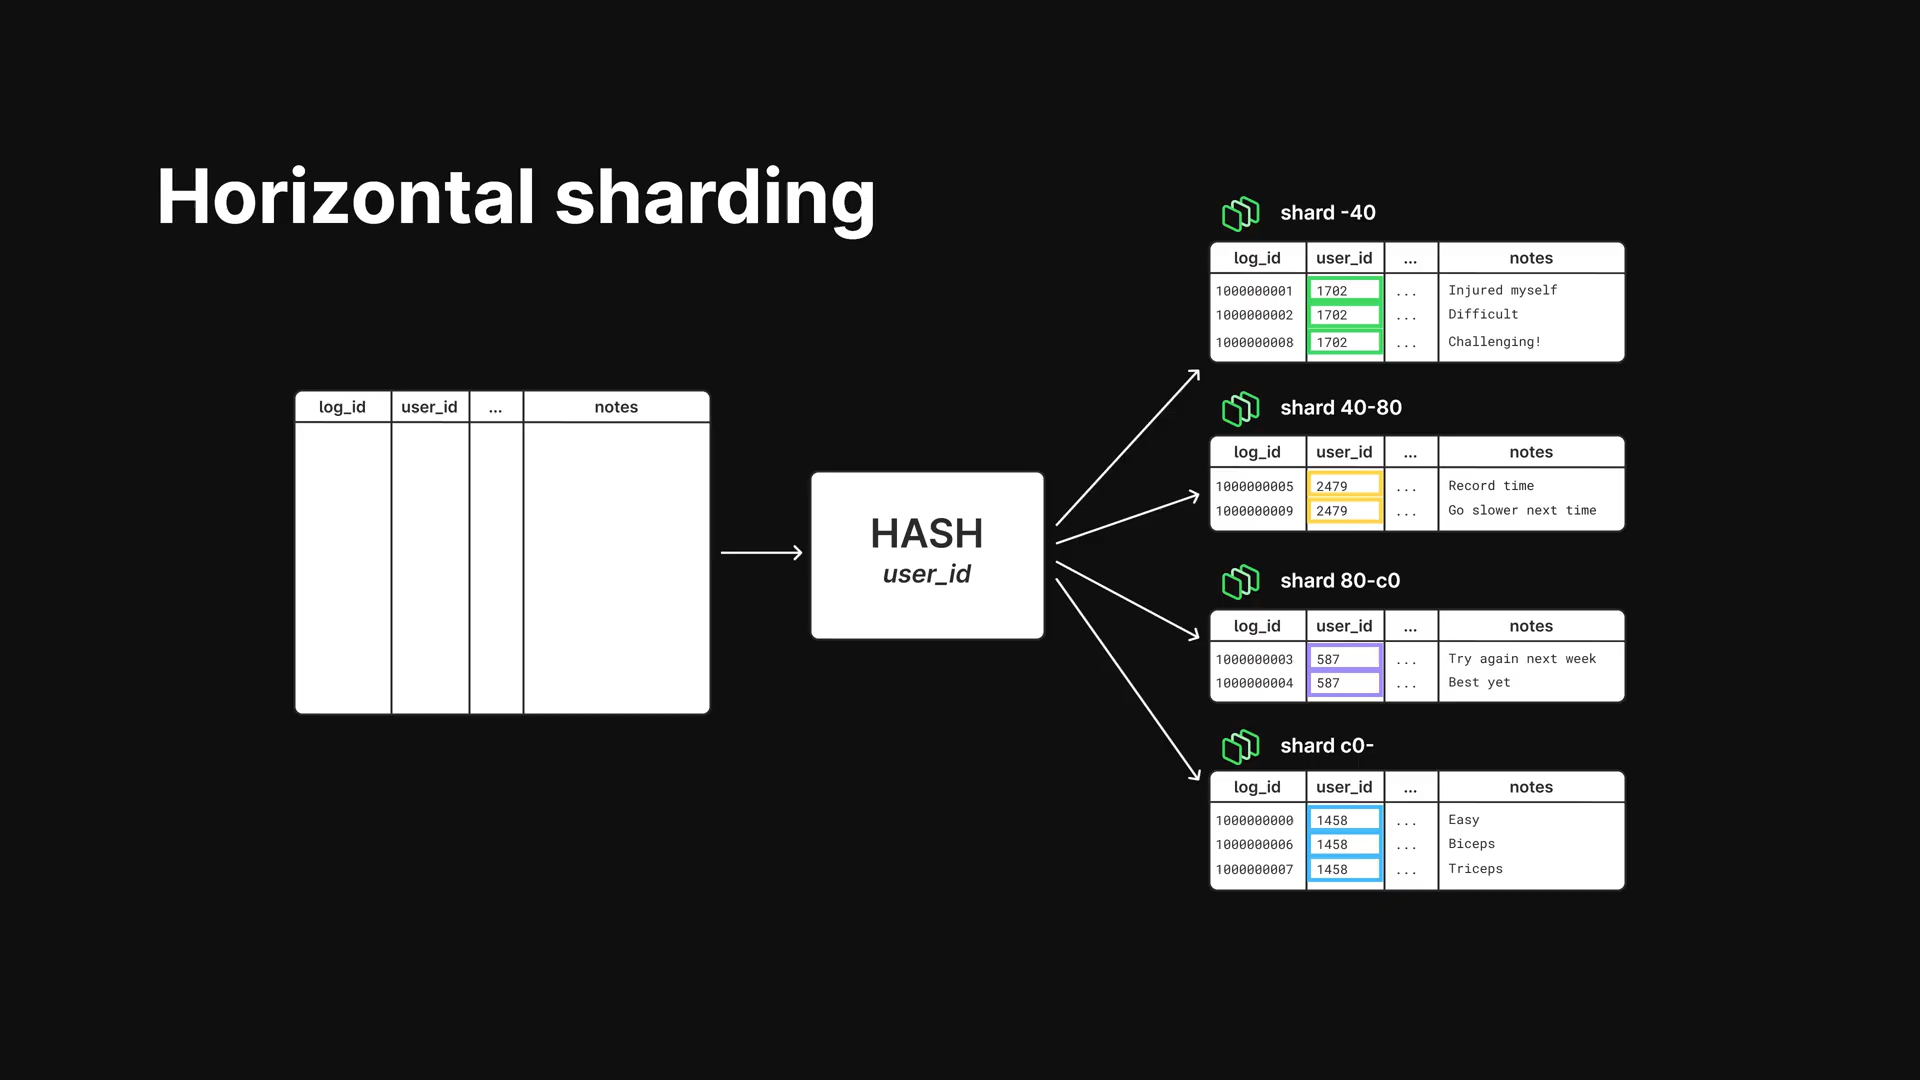 Horizontal sharding
log_id user_id ... notes
HASH
user_id
shard -40
log_id user_id ... notes
1000000001 1702 ... Injured myself
1000000002 1702 ... Difficult
1000000008 1702 ... Challenging!
shard 40-80
log_id user_id ... notes
1000000005 2479 ... Record time
1000000009 2479 ... Go slower next time
shard 80-c0
log_id user_id ... notes
1000000003 587 ... Try again next week
1000000004 587 ... Best yet
shard c0-
log_id user_id ... notes
1000000000 1458 ... Easy
1000000006 1458 ... Biceps
1000000007 1458 ... Triceps